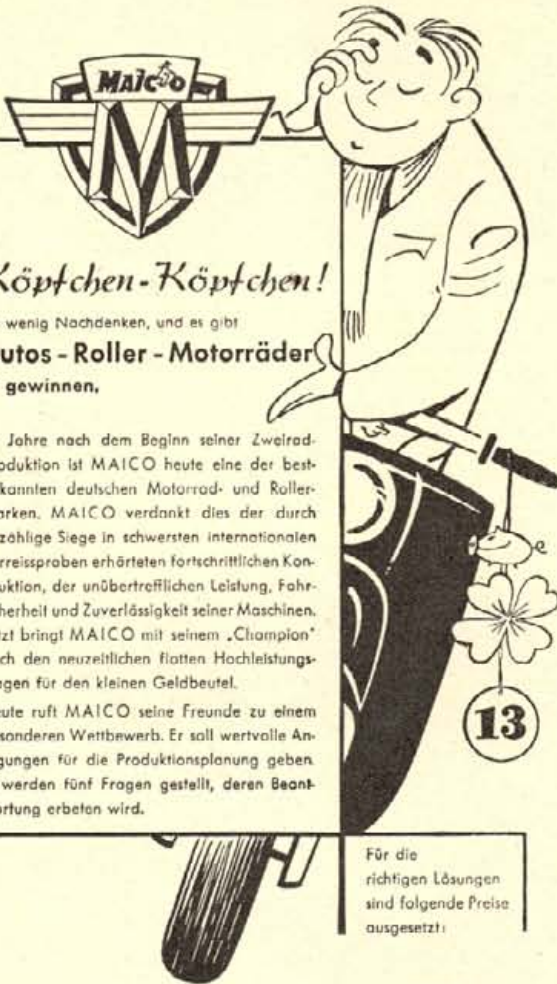 MAICO
M
Köpfchen - Köpfchen!
wenig Nachdenken, und es gibt
utos - Roller - Motorräder
gewinnen,
Jahre nach dem Beginn seiner Zweirad-
oduktion ist MAICO heute eine der best-
kannten deutschen Motorrad- und Roller-
arken. MAICO verdankt dies der durch
zählige Siege in schwersten internationalen
rreissproben erhärteten fortschrittlichen Kon-
uktion, der unübertrefflichen Leistung, Fahr-
herheit und Zuverlässigkeit seiner Maschinen.
tzt bringt MAICO mit seinem „Champion"
ch den neuzeitlichen flotten Hochleistungs-
gen für den kleinen Geldbeutel.
ute ruft MAICO seine Freunde zu einem
sonderen Wettbewerb. Er soll wertvolle An-
gungen für die Produktionsplanung geben.
werden fünf Fragen gestellt, deren Beant-
rtung erbeten wird.
13
Für die
richtigen Lösungen
sind folgende Preise
ausgesetzt: